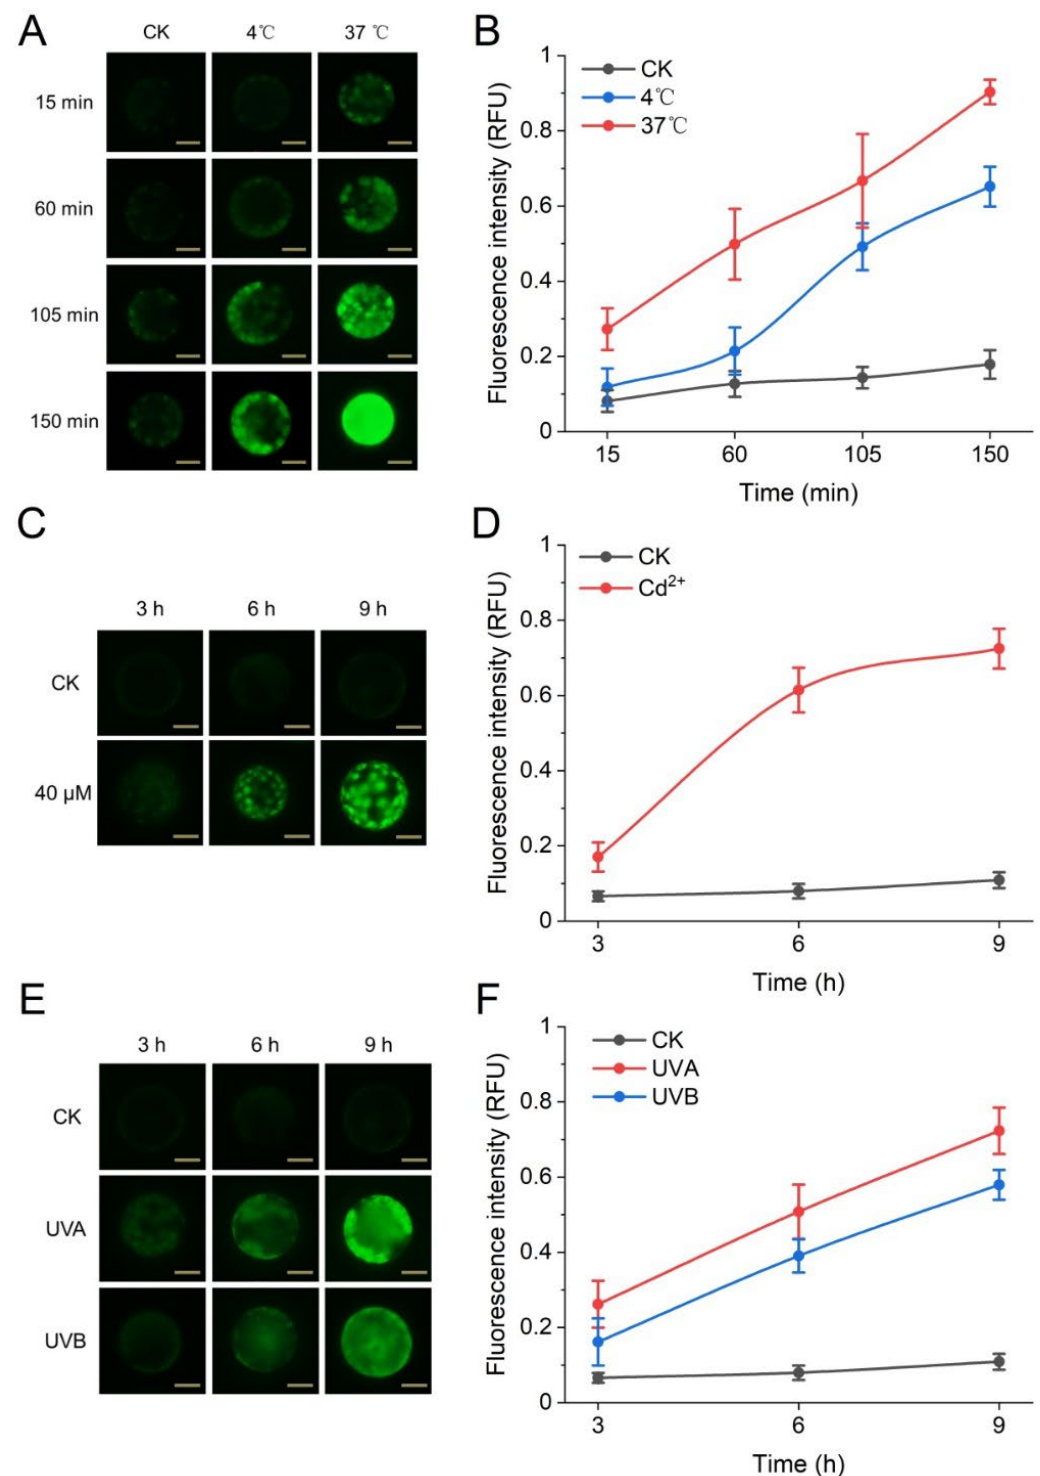 A
CK 4℃ 37 ℃
15 min
60 min
105 min
150 min
B
CK
4℃
37℃
Fluorescence intensity (RFU)
1
0.8
0.6
0.4
0.2
0
15 60 105 150
Time (min)
C
3 h 6 h 9 h
CK
40 μM
D
CK
Cd²⁺
Fluorescence intensity (RFU)
1
0.8
0.6
0.4
0.2
0
3 6 9
Time (h)
E
3 h 6 h 9 h
CK
UVA
UVB
F
CK
UVA
UVB
Fluorescence intensity (RFU)
1
0.8
0.6
0.4
0.2
0
3 6 9
Time (h)